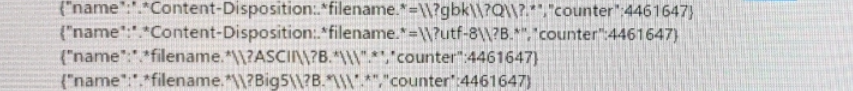 {"name":".*Content-Disposition:.*filename.*=\\?gbk\\?Q\\?.*","counter":4461647}
{"name":".*Content-Disposition:.*filename.*=\\?utf-8\\?B.*","counter":4461647}
{"name":".*filename.*\\?ASCII\\?B.*\\\".*","counter":4461647}
{"name":".*filename.*\\?Big5\\?B.*\\\".*","counter":4461647}